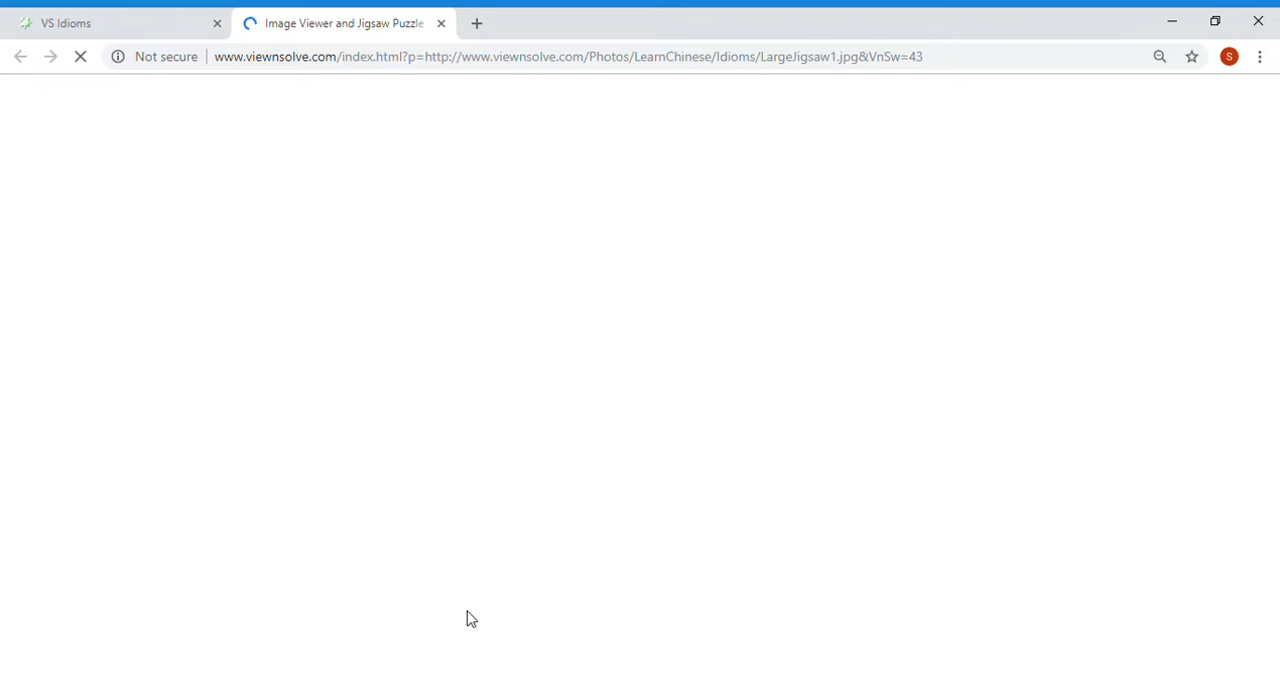 VS Idioms
Image Viewer and Jigsaw Puzzle
Not secure
www.viewnsolve.com/index.html?p=http://www.viewnsolve.com/Photos/LearnChinese/Idioms/LargeJigsaw1.jpg&VnSw=43
S